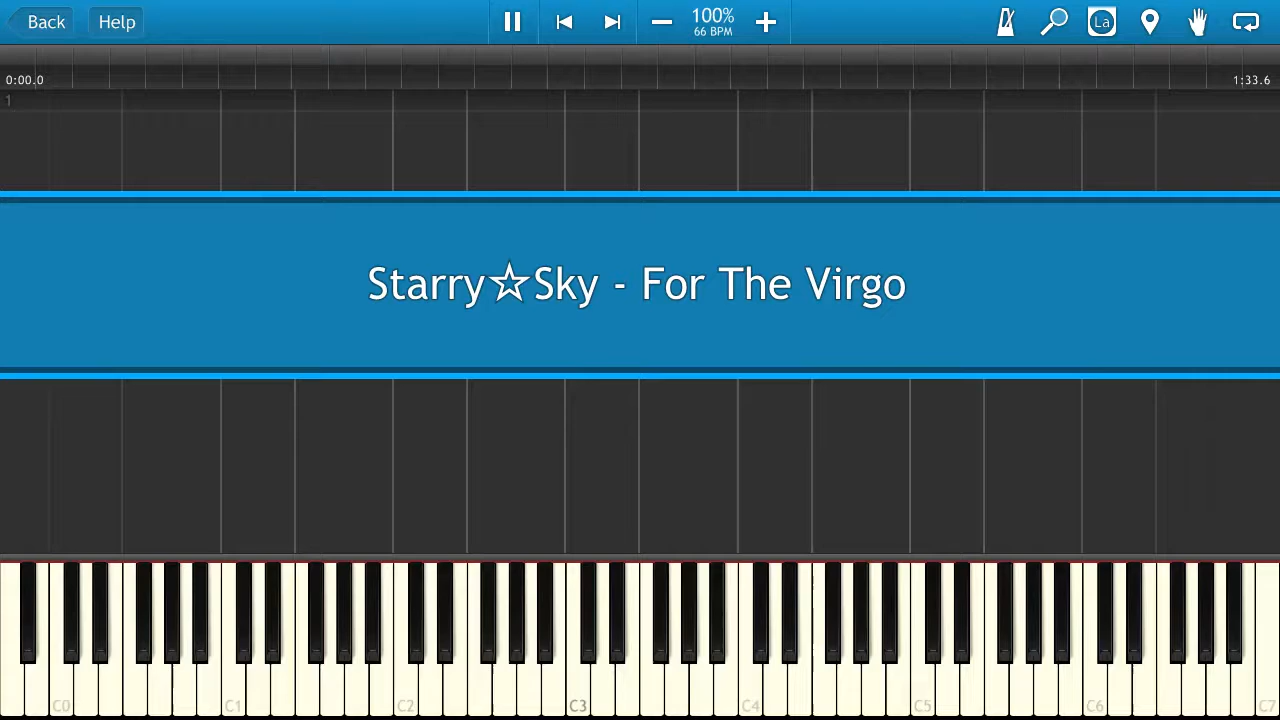 Back Help 100% La
66 BPM
0:00.0 1:33.6
1
Starry☆Sky - For The Virgo
C0 C1 C2 C3 C4 C5 C6 C7